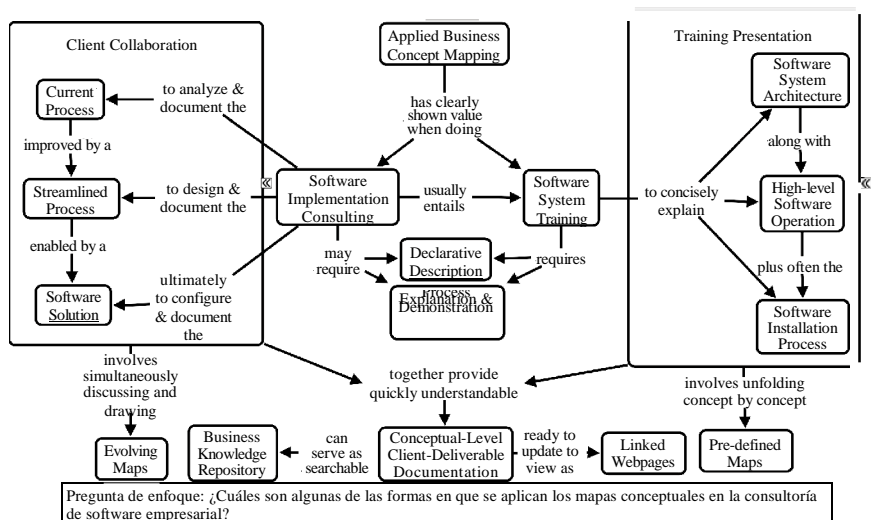 Client Collaboration
Applied Business
Concept Mapping
Training Presentation
Current
Process
to analyze &
document the
has clearly
shown value
when doing
Software
System
Architecture
improved by a
along with
Streamlined
Process
to design &
document the
Software
Implementation
Consulting
usually
entails
Software
System
Training
to concisely
explain
High-level
Software
Operation
enabled by a
may
require
Declarative
Description
requires
plus often the
Software
Solution
ultimately
to configure
& document
the
Process
Explanation &
Demonstration
Software
Installation
Process
involves
simultaneously
discussing and
drawing
together provide
quickly understandable
involves unfolding
concept by concept
Evolving
Maps
Business
Knowledge
Repository
can
serve as
searchable
Conceptual-Level
Client-Deliverable
Documentation
ready to
update to
view as
Linked
Webpages
Pre-defined
Maps
Pregunta de enfoque: ¿Cuáles son algunas de las formas en que se aplican los mapas conceptuales en la consultoría
de software empresarial?